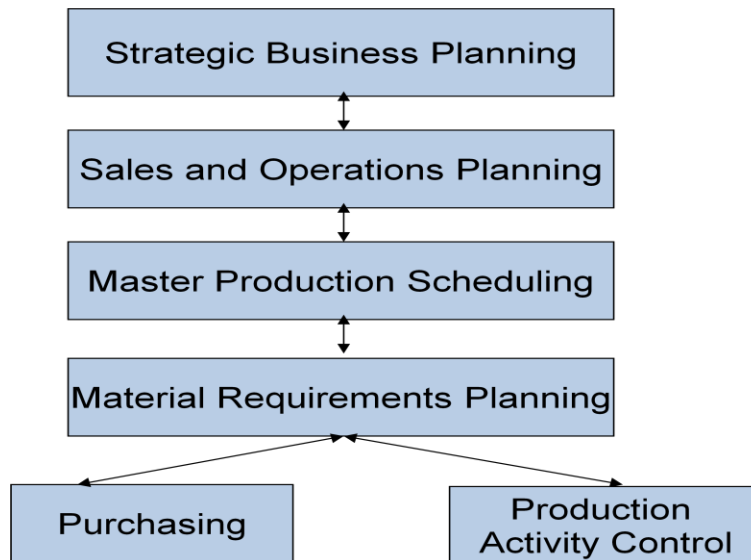 Strategic Business Planning
Sales and Operations Planning
Master Production Scheduling
Material Requirements Planning
Purchasing
Production
Activity Control